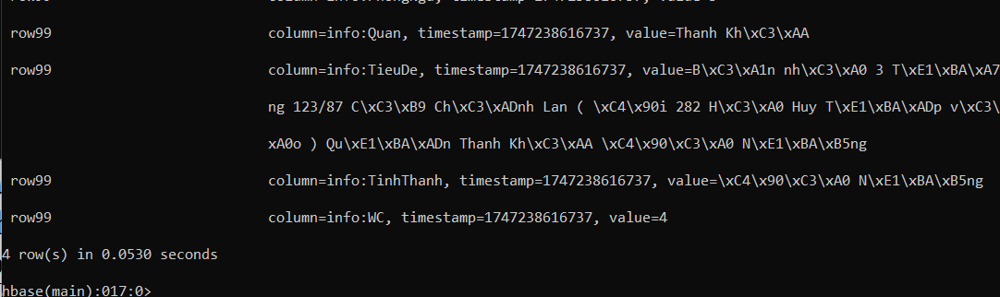 row99 column=info:Quan, timestamp=1747238616737, value=Thanh Kh\xC3\xAA
row99 column=info:TieuDe, timestamp=1747238616737, value=B\xC3\xA1n nh\xC3\xA0 3 T\xE1\xBA\xA7
ng 123/87 C\xC3\xB9 Ch\xC3\xADnh Lan ( \xC4\x90i 282 H\xC3\xA0 Huy T\xE1\xBA\xADp v\xC3\
xA0o ) Qu\xE1\xBA\xADn Thanh Kh\xC3\xAA \xC4\x90\xC3\xA0 N\xE1\xBA\xB5ng
row99 column=info:TinhThanh, timestamp=1747238616737, value=\xC4\x90\xC3\xA0 N\xE1\xBA\xB5ng
row99 column=info:WC, timestamp=1747238616737, value=4
4 row(s) in 0.0530 seconds
hbase(main):017:0>